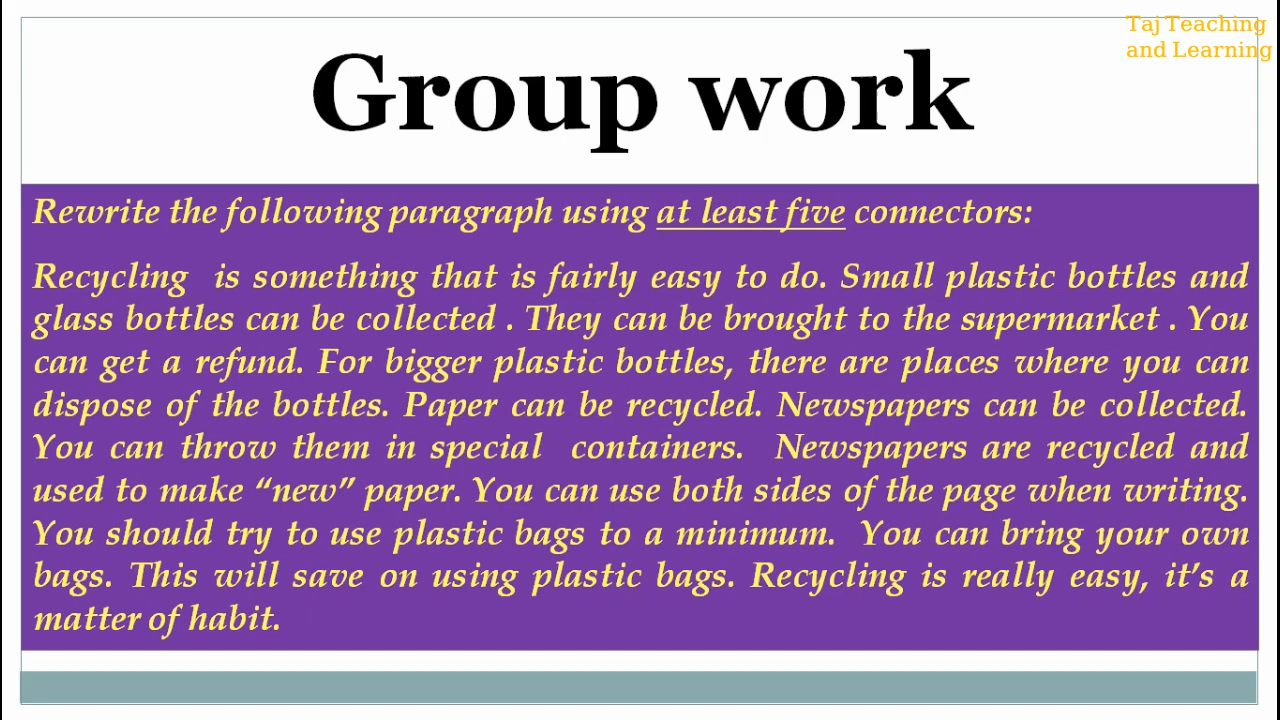 Taj Teaching
and Learning
Group work
Rewrite the following paragraph using at least five connectors:
Recycling is something that is fairly easy to do. Small plastic bottles and
glass bottles can be collected . They can be brought to the supermarket . You
can get a refund. For bigger plastic bottles, there are places where you can
dispose of the bottles. Paper can be recycled. Newspapers can be collected.
You can throw them in special containers. Newspapers are recycled and
used to make “new” paper. You can use both sides of the page when writing.
You should try to use plastic bags to a minimum. You can bring your own
bags. This will save on using plastic bags. Recycling is really easy, it’s a
matter of habit.